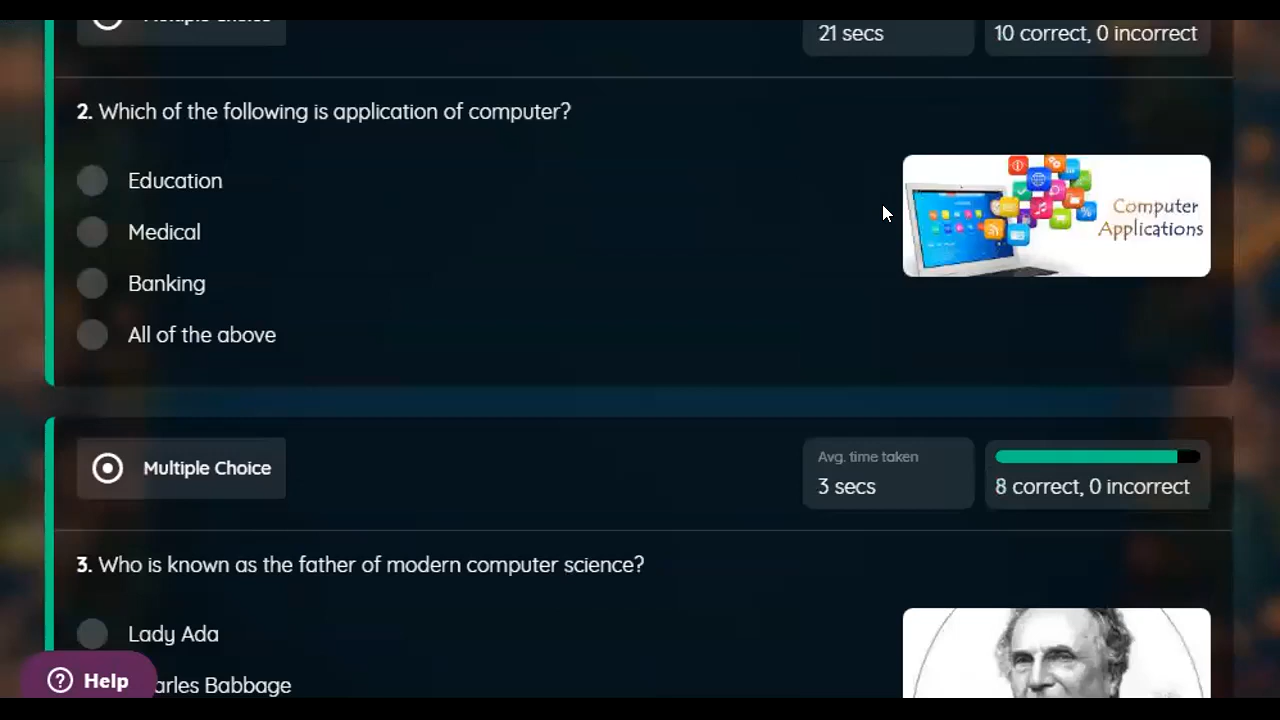 Multiple Choice
21 secs
10 correct, 0 incorrect
2. Which of the following is application of computer?
Education
Medical
Banking
All of the above
Computer
Applications
Multiple Choice
Avg. time taken
3 secs
8 correct, 0 incorrect
3. Who is known as the father of modern computer science?
Lady Ada
arles Babbage
Help